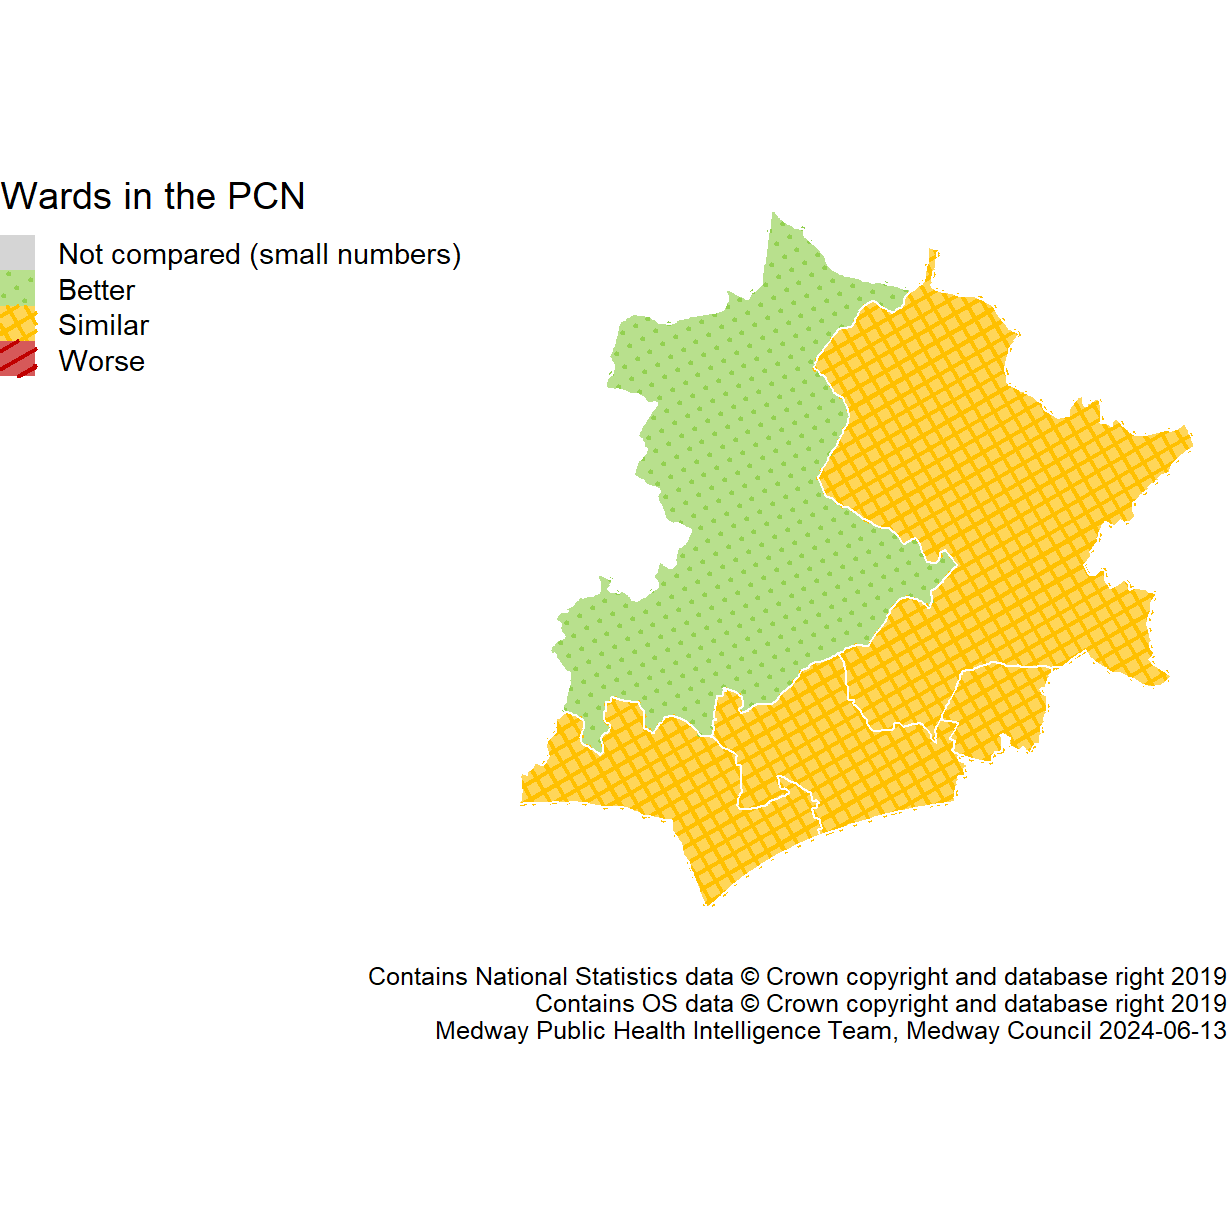 Wards in the PCN
Not compared (small numbers)
Better
Similar
Worse
Contains National Statistics data © Crown copyright and database right 2019
Contains OS data © Crown copyright and database right 2019
Medway Public Health Intelligence Team, Medway Council 2024-06-13